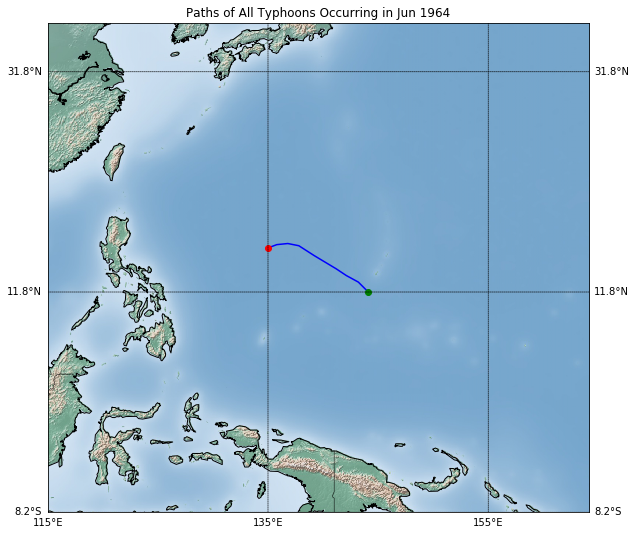 Paths of All Typhoons Occurring in Jun 1964
31.8°N 31.8°N
11.8°N 11.8°N
8.2°S 8.2°S
115°E 135°E 155°E